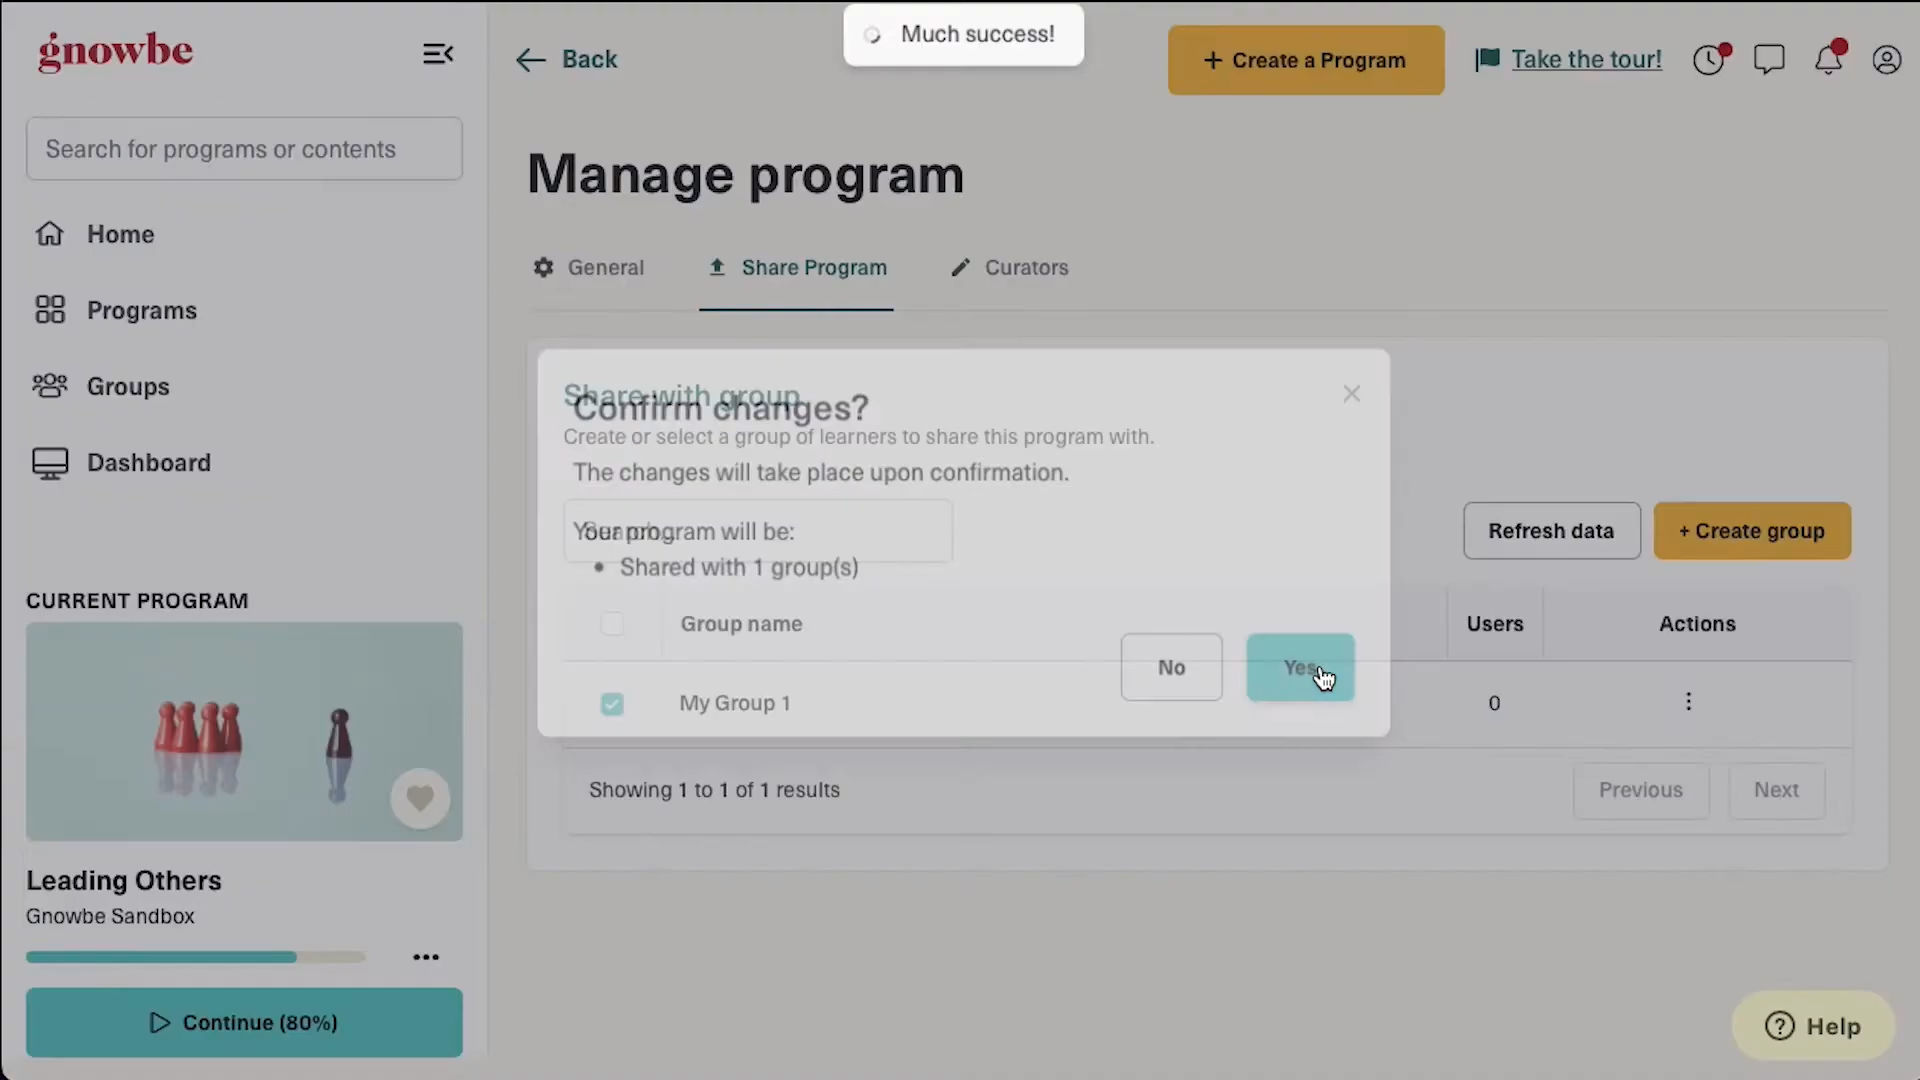 gnowbe
Search for programs or contents
Home
Programs
Groups
Dashboard
CURRENT PROGRAM
Leading Others
Gnowbe Sandbox
Continue (80%)
Back
Much success!
+ Create a Program
Take the tour!
Manage program
General
Share Program
Curators
Share with group
Confirm changes?
Create or select a group of learners to share this program with.
The changes will take place upon confirmation.
Search...
Your program will be:
• Shared with 1 group(s)
Refresh data
+ Create group
Group name
Users
Actions
No
Yes
My Group 1
0
Showing 1 to 1 of 1 results
Previous
Next
Help